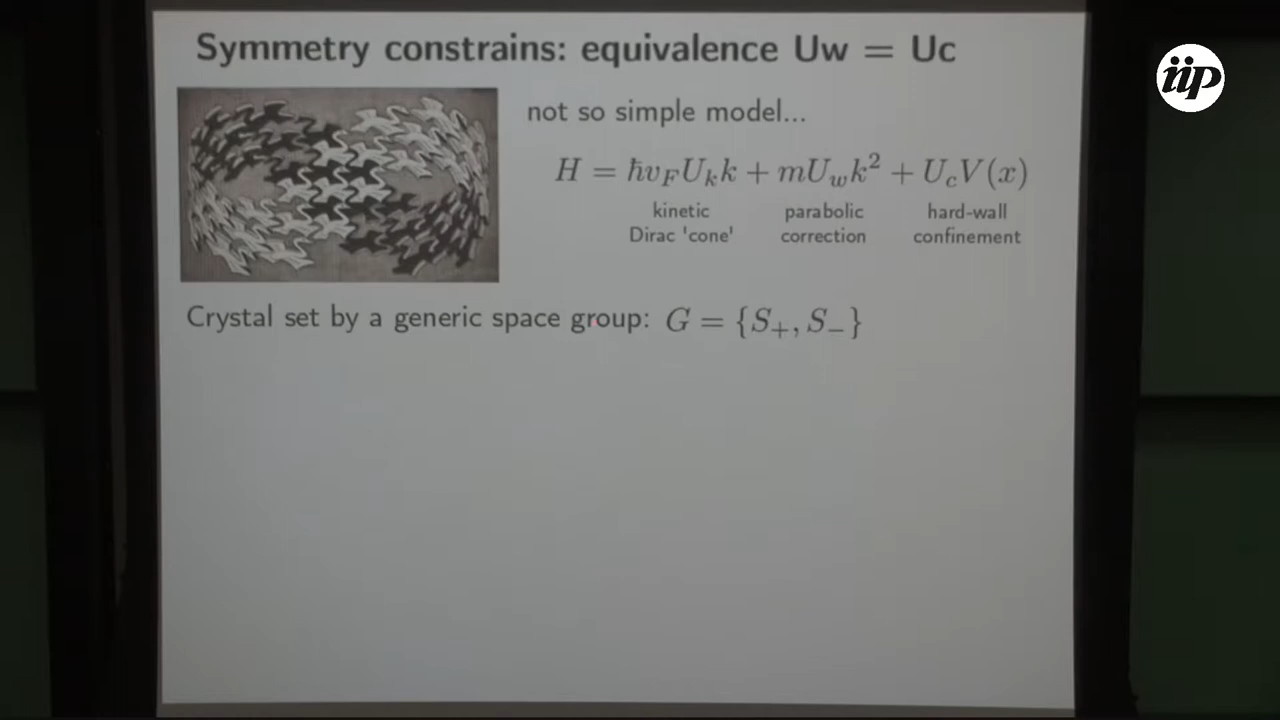 Symmetry constrains: equivalence Uw = Uc
iip
not so simple model...
H = ħv_F U_k k + mU_w k² + U_c V(x)
kinetic parabolic hard-wall
Dirac 'cone' correction confinement
Crystal set by a generic space group: G = {S₊, S₋}